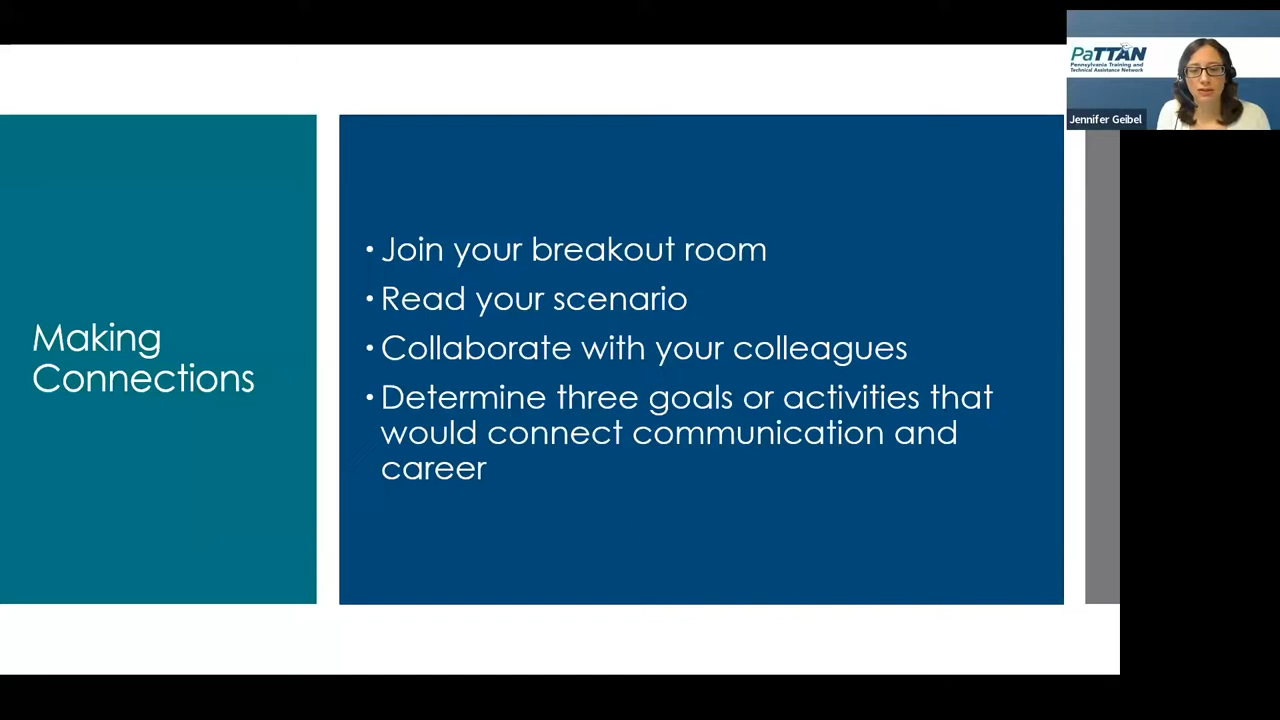 PaTTAN
Pennsylvania Training and
Technical Assistance Network
Jennifer Geibel
Making
Connections
• Join your breakout room
• Read your scenario
• Collaborate with your colleagues
• Determine three goals or activities that
would connect communication and
career